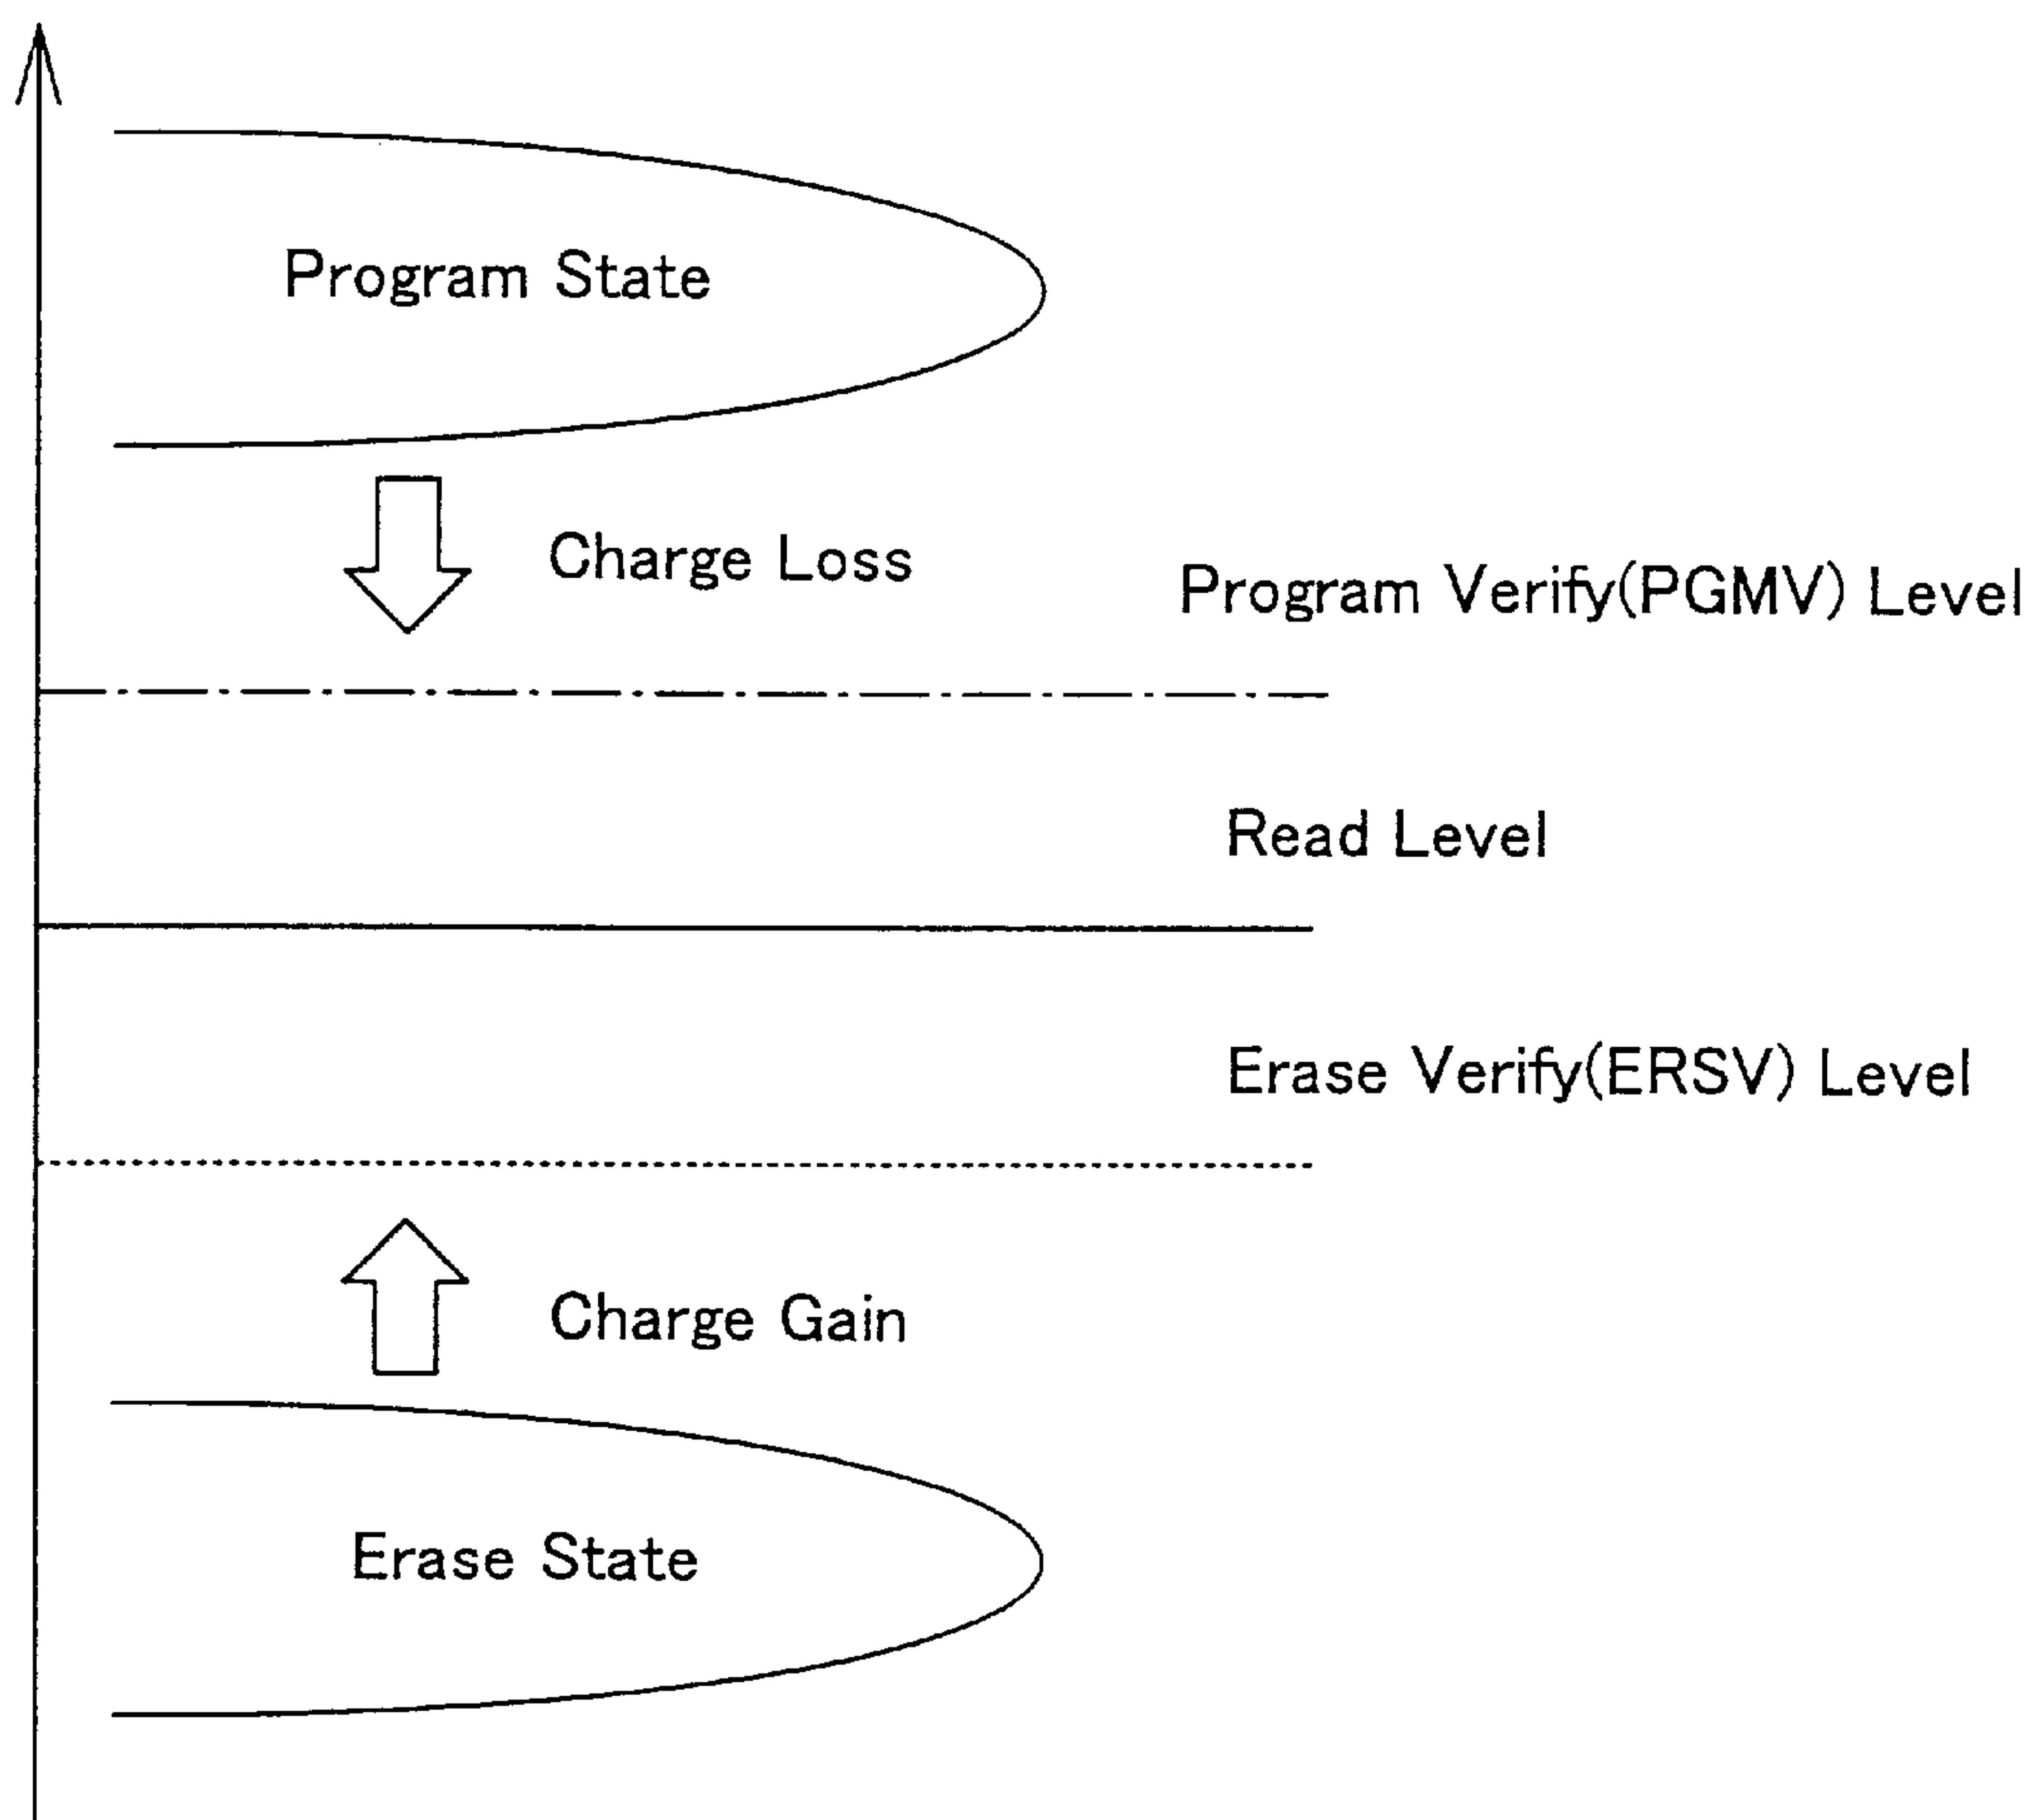 Program State
Charge Loss
Program Verify(PGMV) Level
Read Level
Erase Verify(ERSV) Level
Charge Gain
Erase State